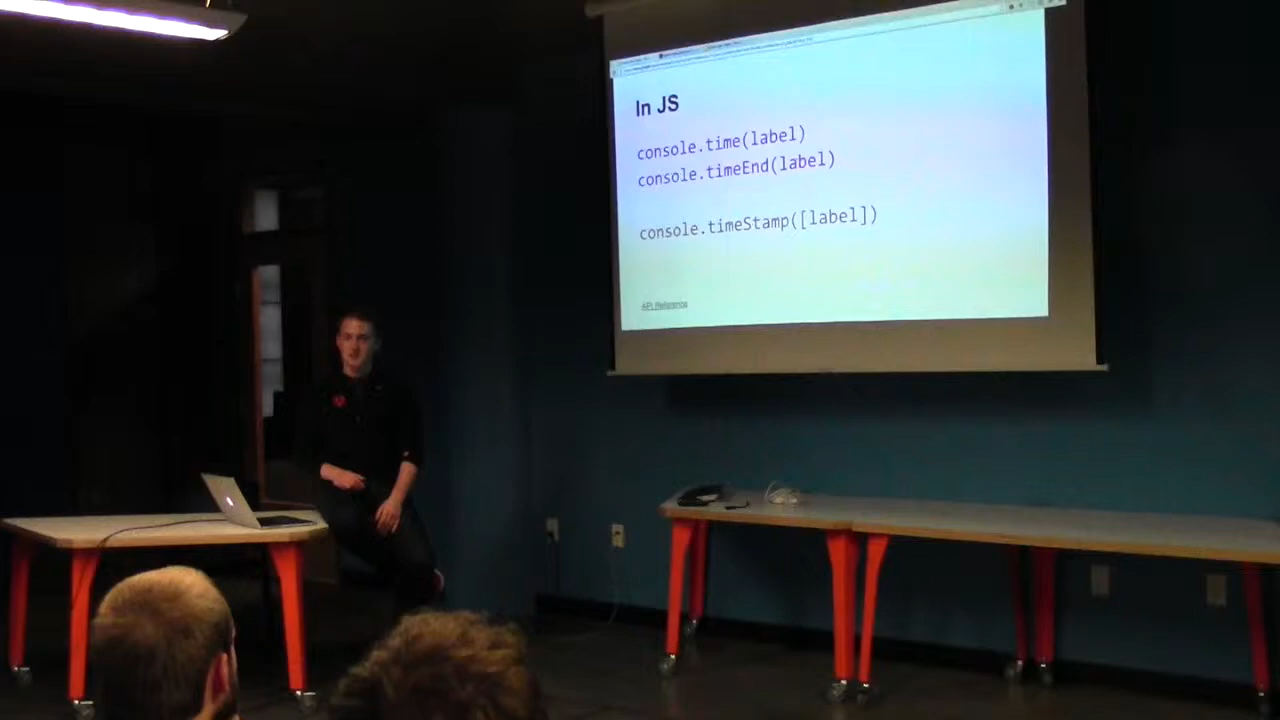 In JS
console.time(label)
console.timeEnd(label)
console.timeStamp([label])
API Reference